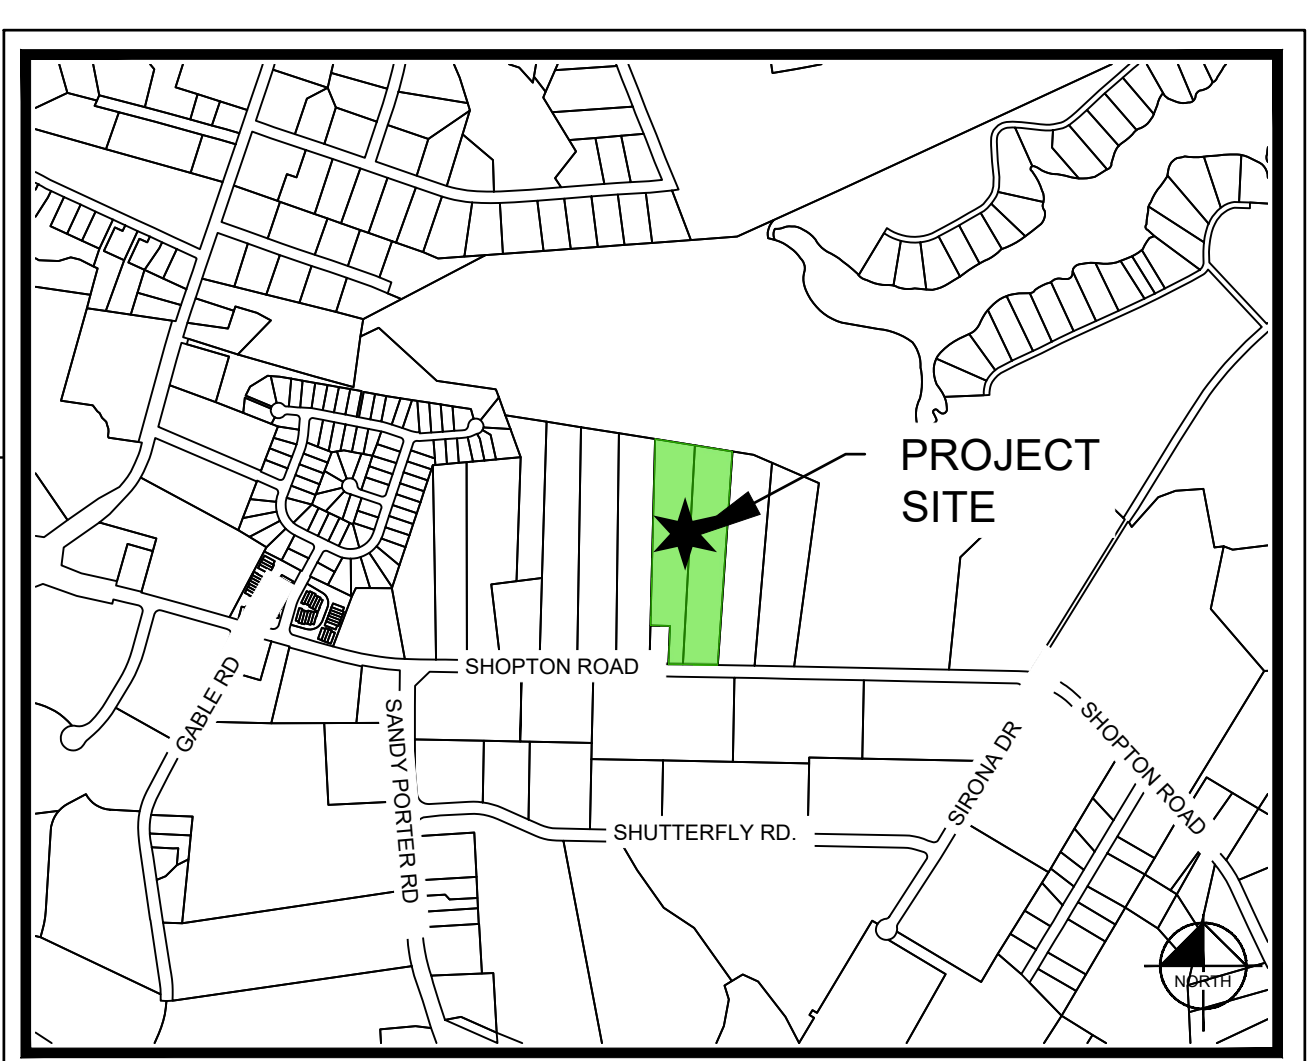 PROJECT
SITE
SHOPTON ROAD
GABLE RD
SANDY PORTER RD
SHOPTON ROAD
SIRONA DR
SHUTTERFLY RD.
NORTH